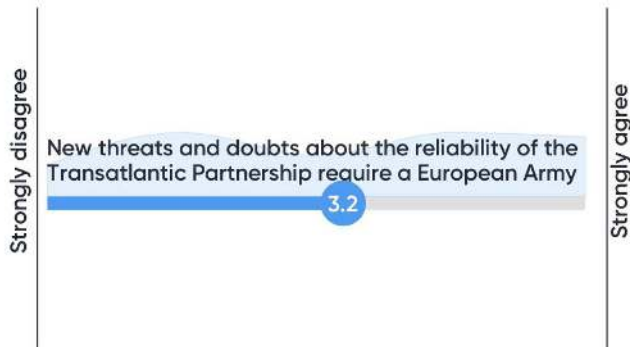 Strongly disagree
New threats and doubts about the reliability of the
Transatlantic Partnership require a European Army
3.2
Strongly agree